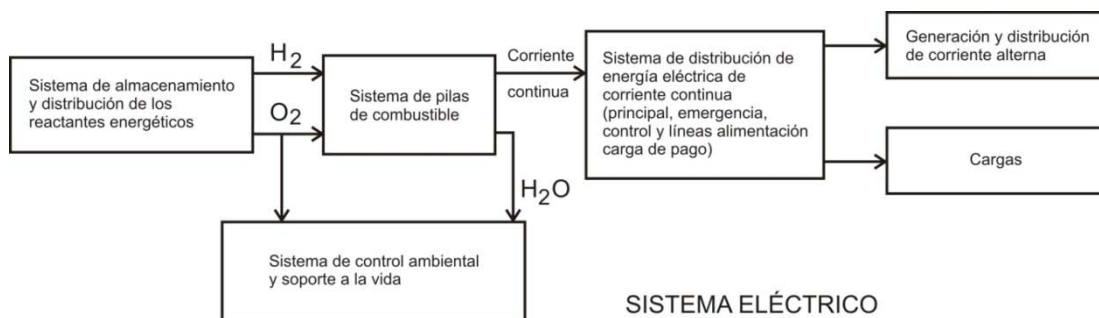 Sistema de almacenamiento
y distribución de los
reactantes energéticos
H2
O2
Sistema de pilas
de combustible
Corriente
continua
H2O
Sistema de distribución de
energía eléctrica de
corriente continua
(principal, emergencia,
control y líneas alimentación
carga de pago)
Generación y distribución
de corriente alterna
Cargas
Sistema de control ambiental
y soporte a la vida
SISTEMA ELÉCTRICO